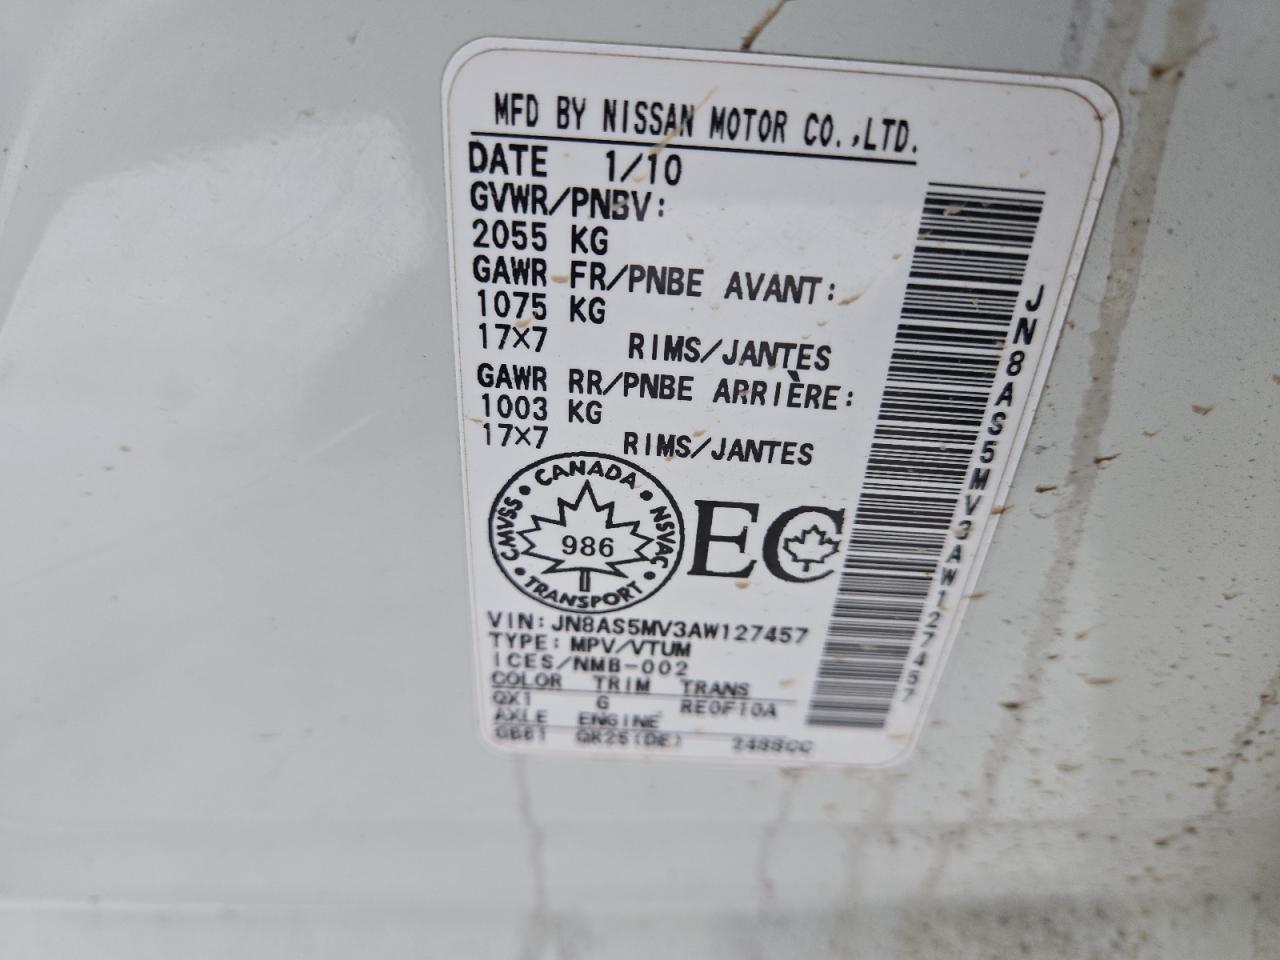 MFD BY NISSAN MOTOR CO.,LTD.
DATE 1/10
GVWR/PNBV:
2055 KG
GAWR FR/PNBE AVANT:
1075 KG
17×7 RIMS/JANTES
GAWR RR/PNBE ARRIÈRE:
1003 KG
17×7 RIMS/JANTES
CANADA
CMVSS NSVAC
986
TRANSPORT
EC
VIN:JN8AS5MV3AW127457
TYPE:MPV/VTUM
ICES/NMB-002
COLOR TRIM TRANS
QX1 G RE0F10A
AXLE ENGINE
QR25(DE) 2488CC
JN8AS5MV3AW127457